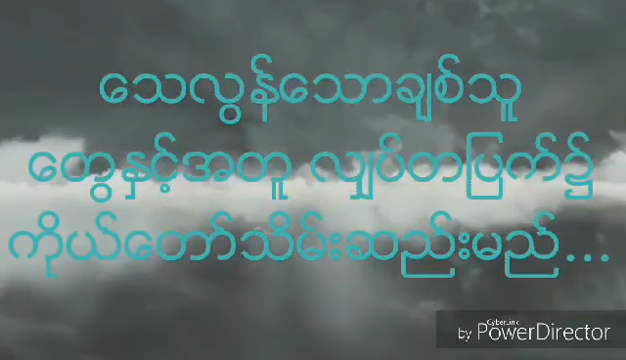 သေလွန်သောချစ်သူ
တွေနှင့်အတူ လျှပ်တပြက်၌
ကိုယ်တော်သိမ်းဆည်းမည်...
by CyberLink PowerDirector